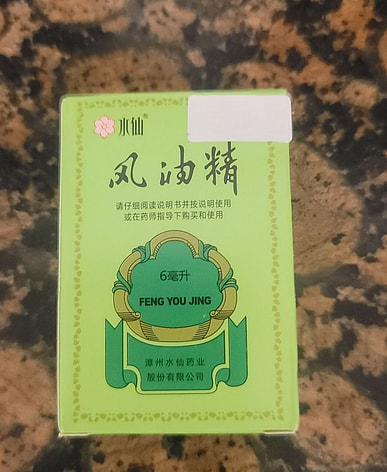 水仙
风油精
请仔细阅读说明书并按说明使用
或在药师指导下购买和使用
6毫升
FENG YOU JING
漳州水仙药业
股份有限公司